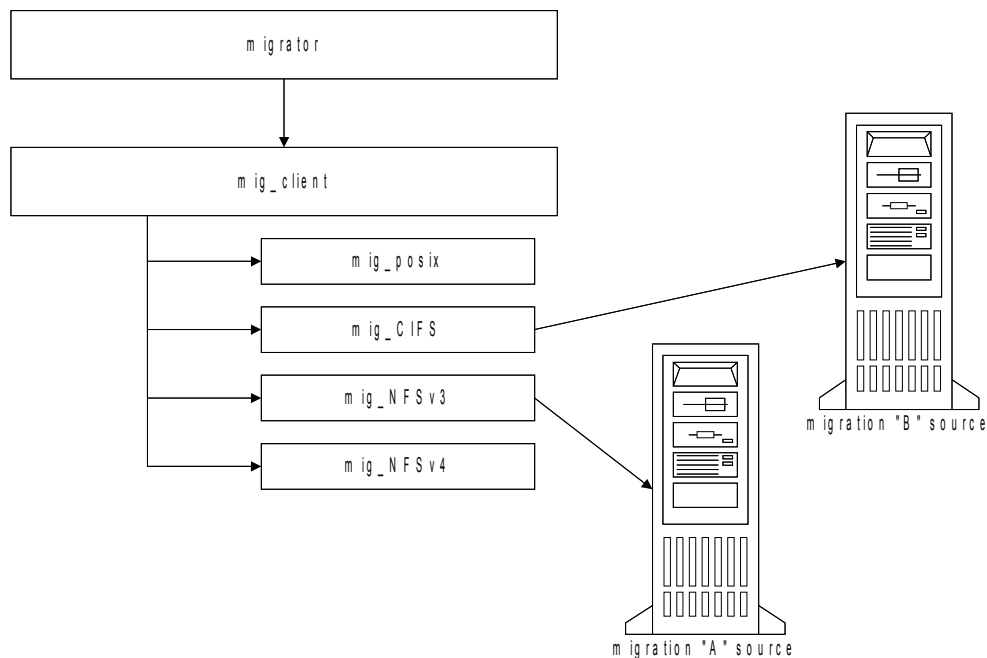 migrator
mig_client
mig_posix
mig_CIFS
mig_NFSv3
mig_NFSv4
migration "B" source
migration "A" source